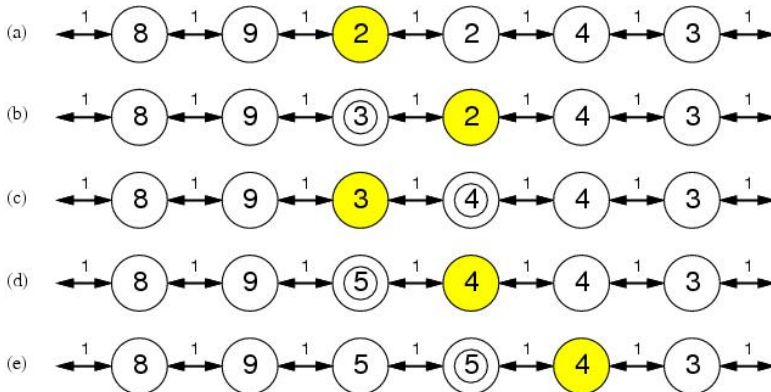 1 1 1 1 1 1 1
(a) 8 9 2 2 4 3
1 1 1 1 1 1 1
(b) 8 9 3 2 4 3
1 1 1 1 1 1 1
(c) 8 9 3 4 4 3
1 1 1 1 1 1 1
(d) 8 9 5 4 4 3
1 1 1 1 1 1 1
(e) 8 9 5 5 4 3